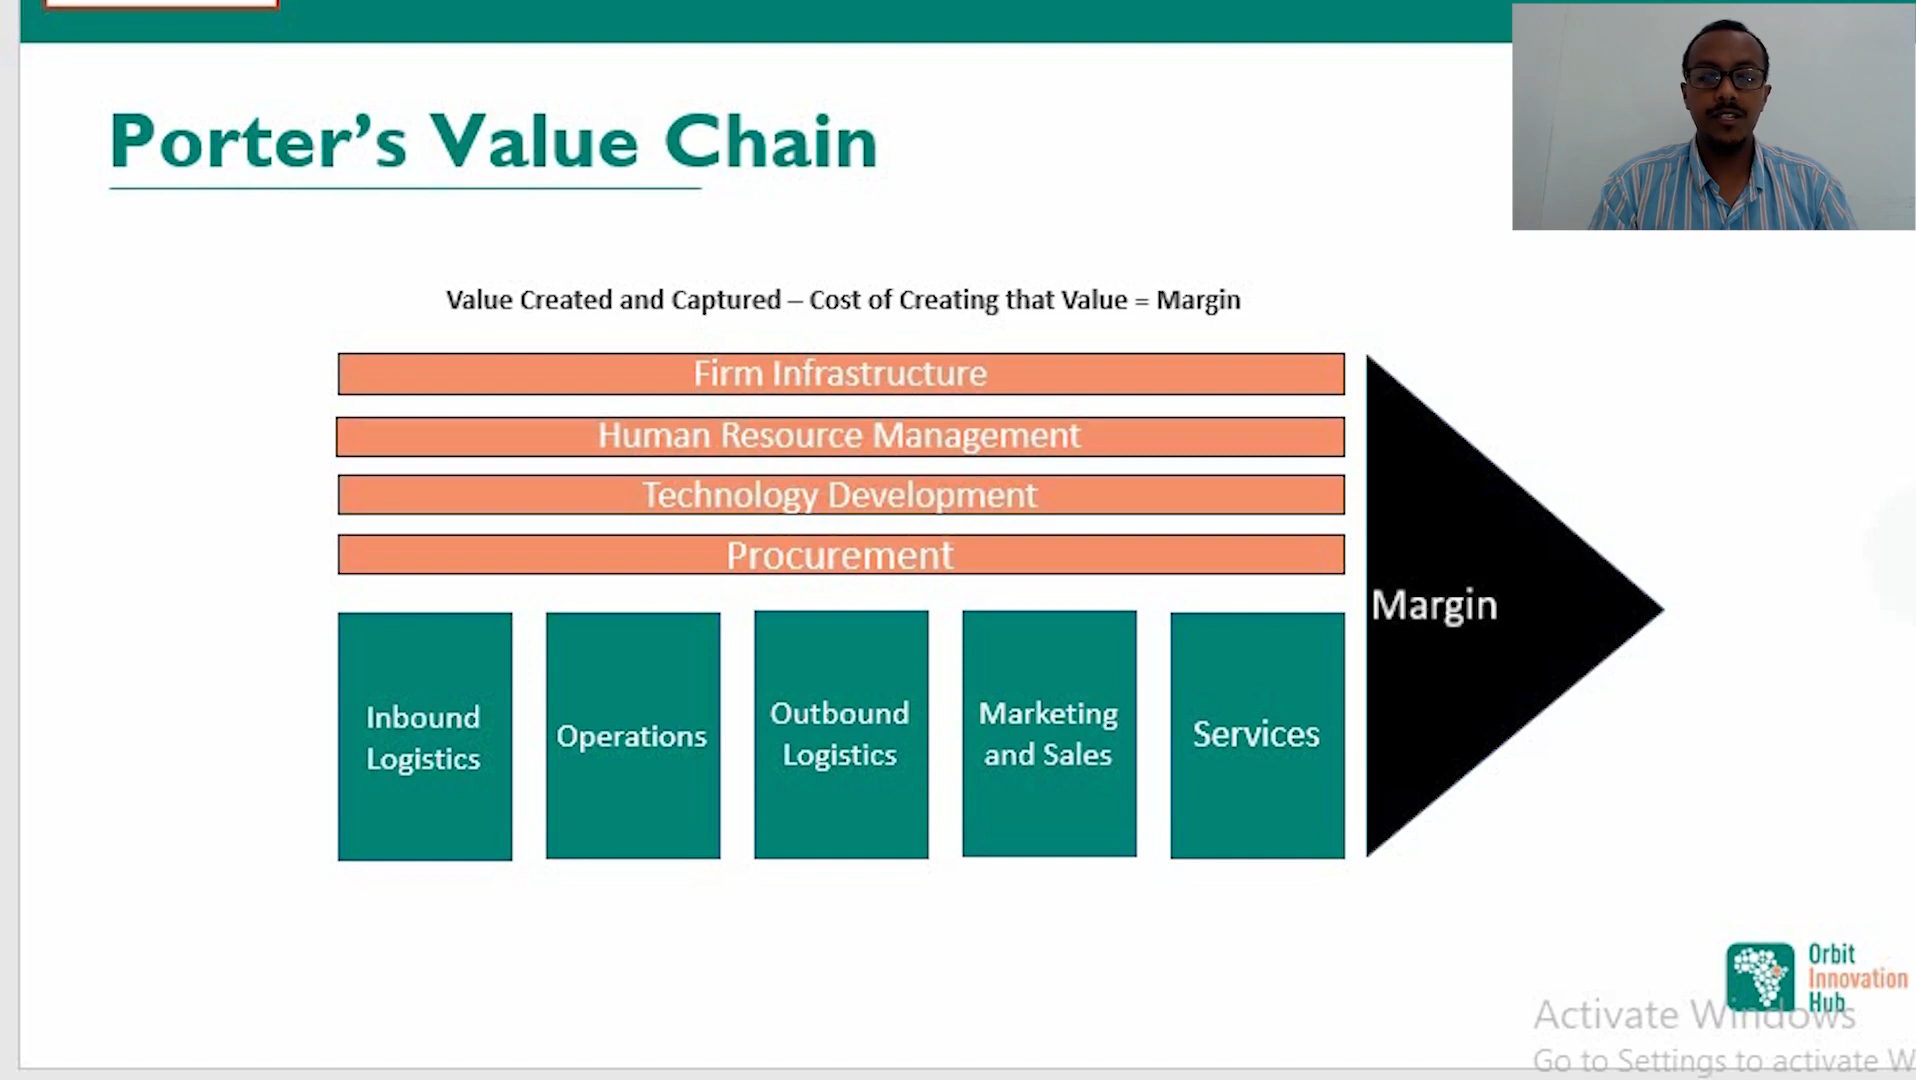 Porter’s Value Chain
Value Created and Captured – Cost of Creating that Value = Margin
Firm Infrastructure
Human Resource Management
Technology Development
Procurement
Inbound
Logistics
Operations
Outbound
Logistics
Marketing
and Sales
Services
Margin
Orbit
Innovation
Hub
Activate Windows
Go to Settings to activate W